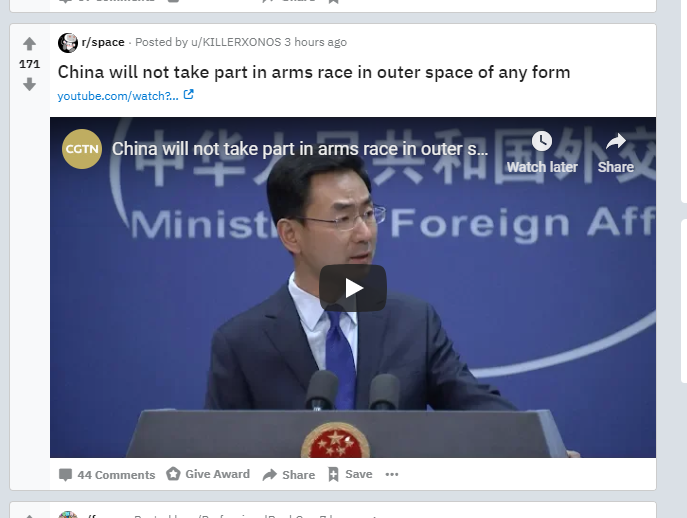 r/space · Posted by u/KILLERXONOS 3 hours ago
171
China will not take part in arms race in outer space of any form
youtube.com/watch?...
CGTN
China will not take part in arms race in outer s...
Watch later
Share
中华人民共和国外交
Minist Foreign Aff
44 Comments
Give Award
Share
Save